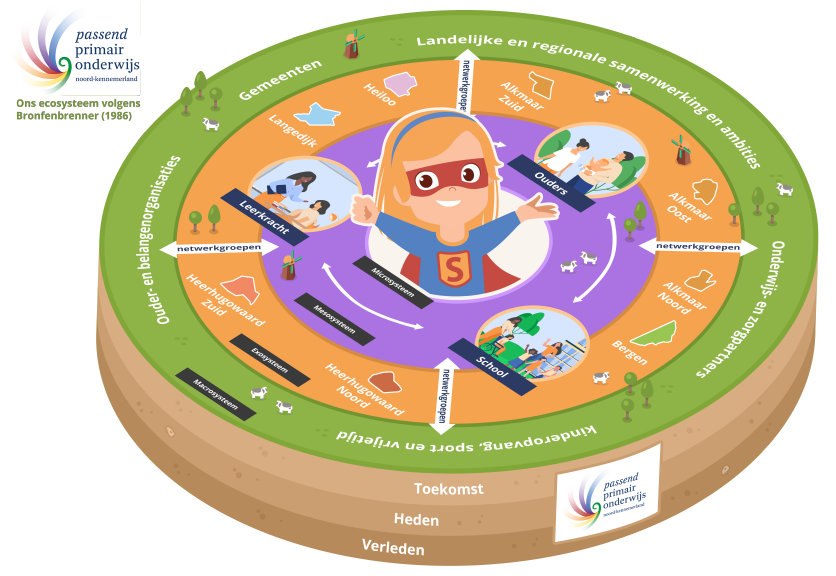 passend
primair
onderwijs
noord-kennemerland
Ons ecosysteem volgens
Bronfenbrenner (1986)
Landelijke en regionale samenwerking en ambities
Gemeenten
netwerkgroepen
Heiloo
Alkmaar
Zuid
Langedijk
Ouders
Leerkracht
Alkmaar
Oost
Ouder- en belangenorganisaties
netwerkgroepen
netwerkgroepen
Onderwijs- en zorgpartners
S
Microsysteem
Heerhugowaard
Zuid
Alkmaar
Noord
Mesosysteem
Bergen
School
Exosysteem
Heerhugowaard
Noord
netwerkgroepen
Macrosysteem
Kinderopvang, sport en vrijetijd
Toekomst
Heden
Verleden
passend
primair
onderwijs
noord-kennemerland